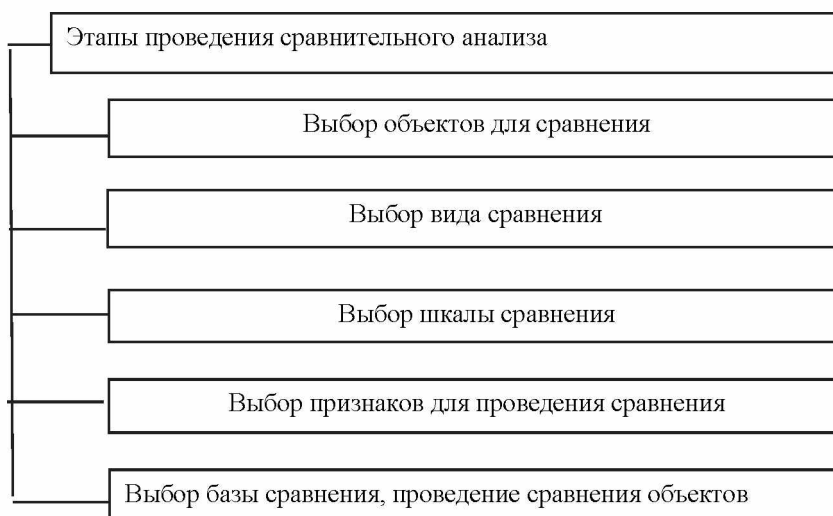 Этапы проведения сравнительного анализа
Выбор объектов для сравнения
Выбор вида сравнения
Выбор шкалы сравнения
Выбор признаков для проведения сравнения
Выбор базы сравнения, проведение сравнения объектов